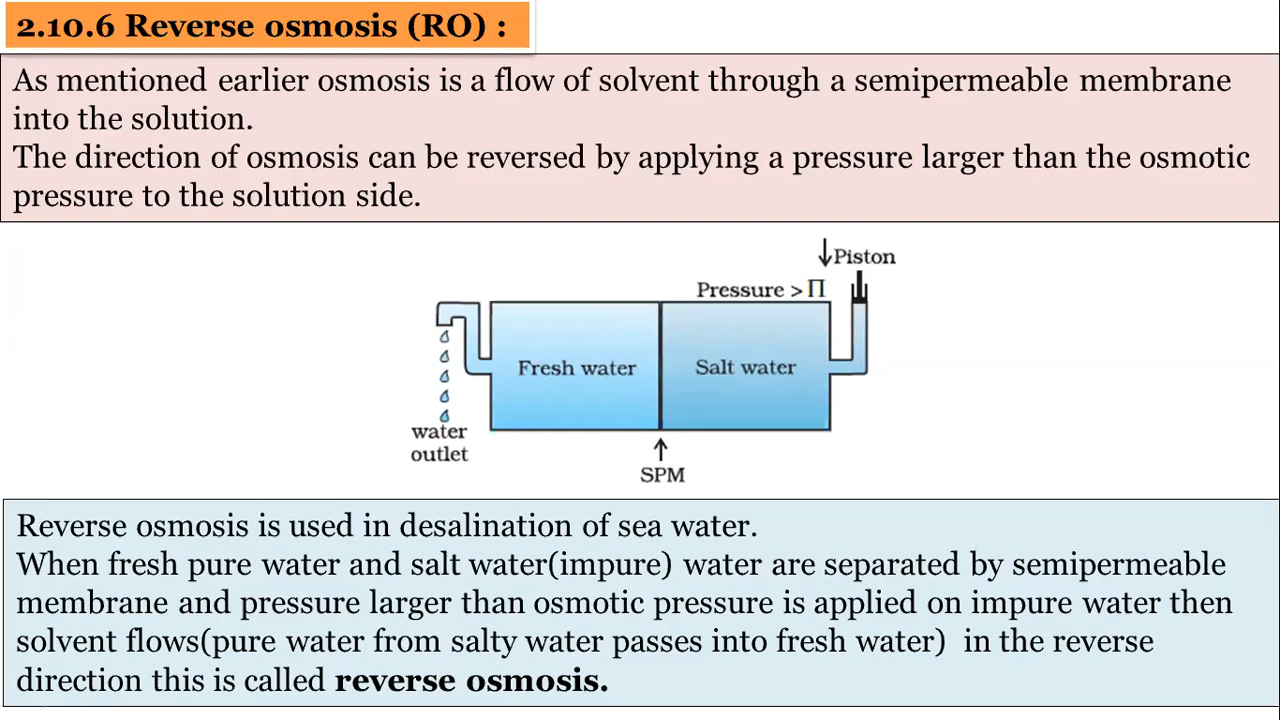 2.10.6 Reverse osmosis (RO) :
As mentioned earlier osmosis is a flow of solvent through a semipermeable membrane
into the solution.
The direction of osmosis can be reversed by applying a pressure larger than the osmotic
pressure to the solution side.
Piston
Pressure > Π
Fresh water
Salt water
water
outlet
SPM
Reverse osmosis is used in desalination of sea water.
When fresh pure water and salt water(impure) water are separated by semipermeable
membrane and pressure larger than osmotic pressure is applied on impure water then
solvent flows(pure water from salty water passes into fresh water)  in the reverse
direction this is called reverse osmosis.